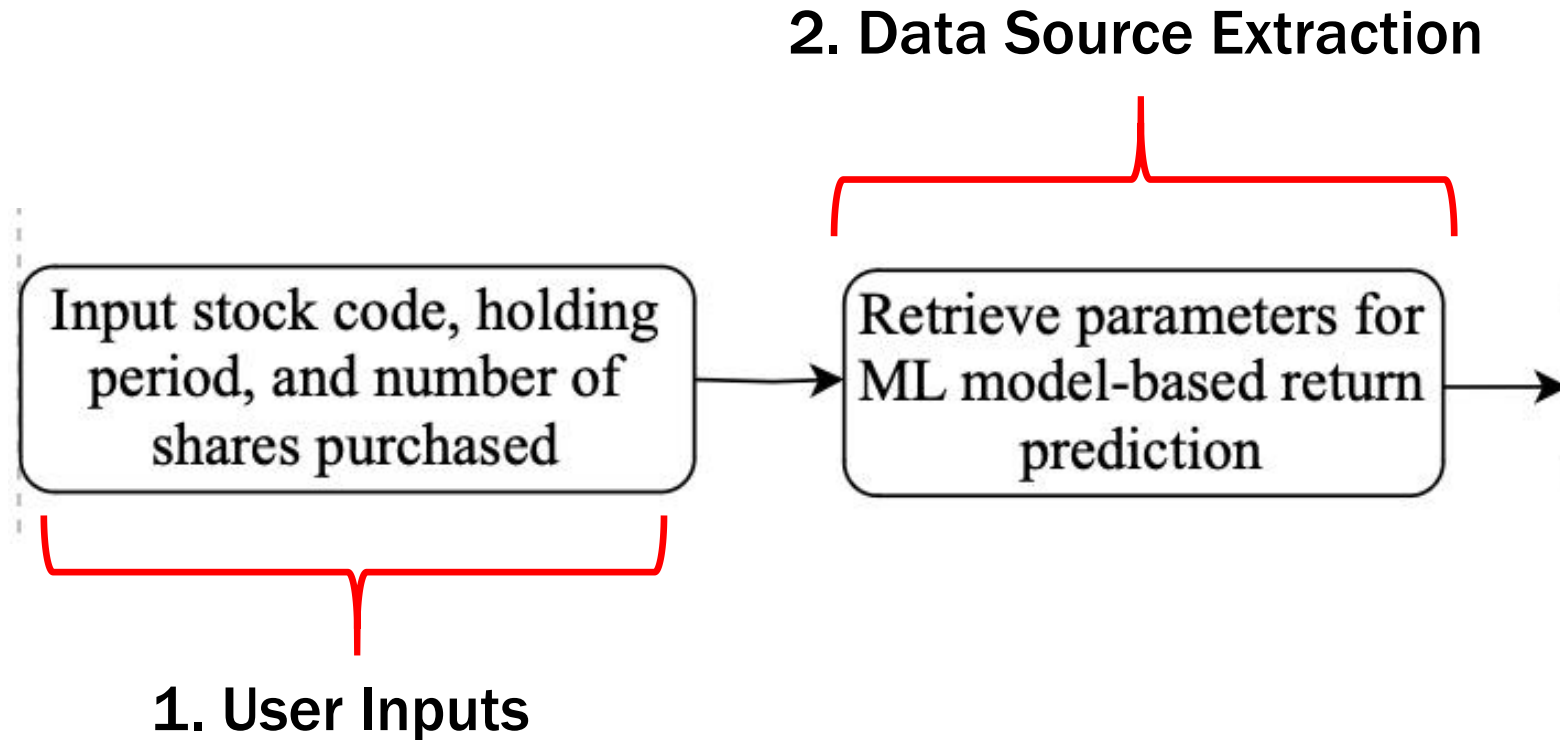 2. Data Source Extraction
Input stock code, holding
period, and number of
shares purchased
Retrieve parameters for
ML model-based return
prediction
1. User Inputs